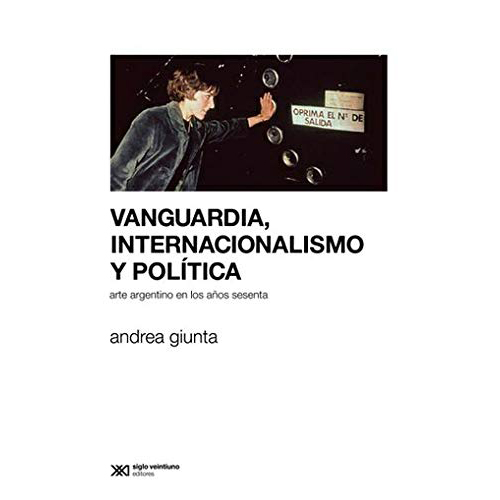 OPRIMA EL Nº DE
SALIDA
VANGUARDIA,
INTERNACIONALISMO
Y POLÍTICA
arte argentino en los años sesenta
andrea giunta
siglo veintiuno
editores